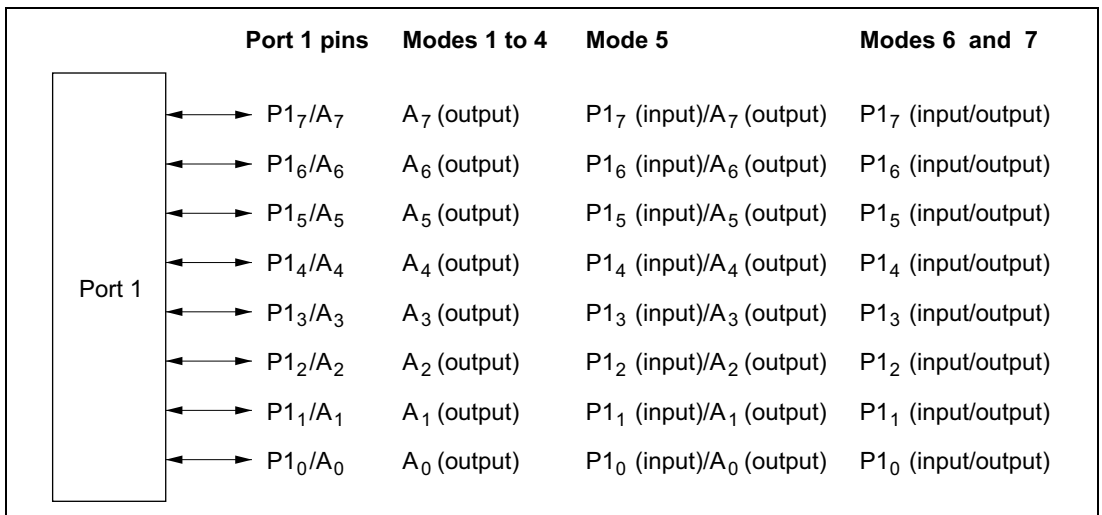 Port 1 pins Modes 1 to 4 Mode 5 Modes 6 and 7
P1₇/A₇ A₇ (output) P1₇ (input)/A₇ (output) P1₇ (input/output)
P1₆/A₆ A₆ (output) P1₆ (input)/A₆ (output) P1₆ (input/output)
P1₅/A₅ A₅ (output) P1₅ (input)/A₅ (output) P1₅ (input/output)
P1₄/A₄ A₄ (output) P1₄ (input)/A₄ (output) P1₄ (input/output)
Port 1
P1₃/A₃ A₃ (output) P1₃ (input)/A₃ (output) P1₃ (input/output)
P1₂/A₂ A₂ (output) P1₂ (input)/A₂ (output) P1₂ (input/output)
P1₁/A₁ A₁ (output) P1₁ (input)/A₁ (output) P1₁ (input/output)
P1₀/A₀ A₀ (output) P1₀ (input)/A₀ (output) P1₀ (input/output)